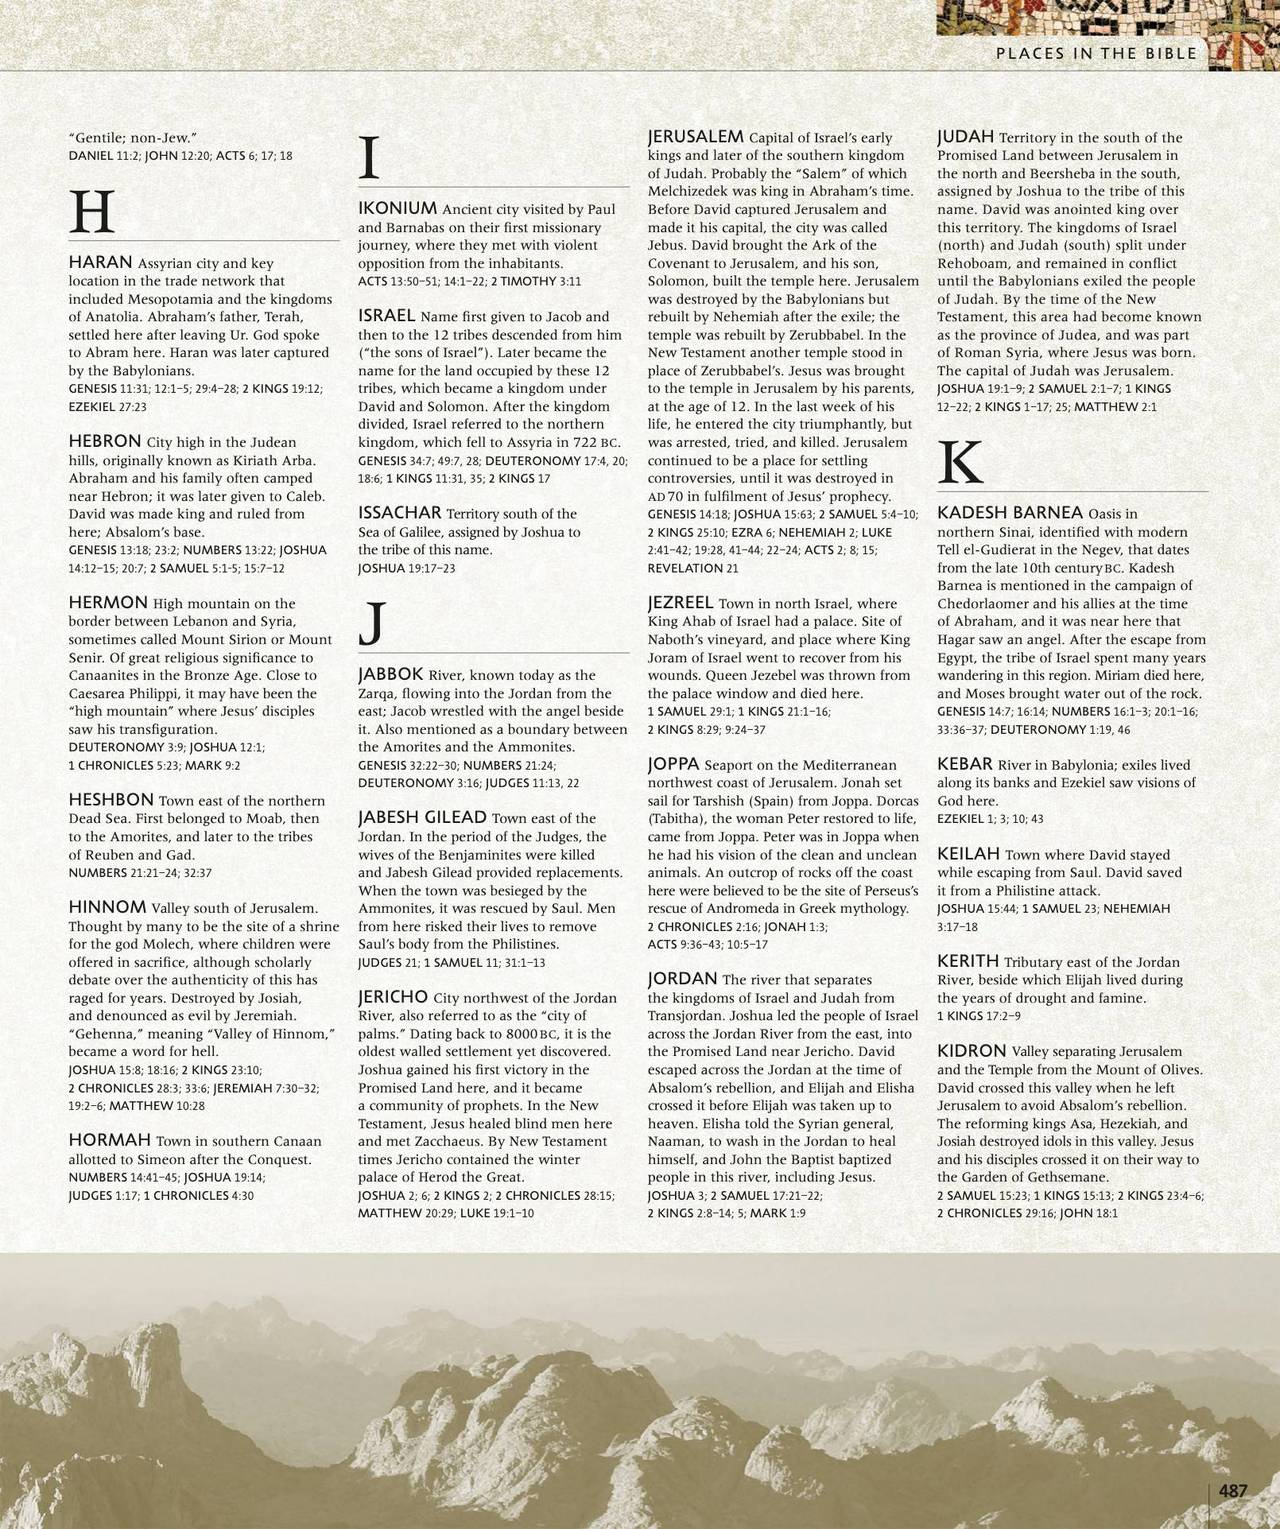 PLACES IN THE BIBLE
“Gentile; non-Jew.”
DANIEL 11:2; JOHN 12:20; ACTS 6; 17; 18
H
HARAN Assyrian city and key
location in the trade network that
included Mesopotamia and the kingdoms
of Anatolia. Abraham’s father, Terah,
settled here after leaving Ur. God spoke
to Abram here. Haran was later captured
by the Babylonians.
GENESIS 11:31; 12:1–5; 29:4–28; 2 KINGS 19:12;
EZEKIEL 27:23
HEBRON City high in the Judean
hills, originally known as Kiriath Arba.
Abraham and his family often camped
near Hebron; it was later given to Caleb.
David was made king and ruled from
here; Absalom’s base.
GENESIS 13:18; 23:2; NUMBERS 13:22; JOSHUA
14:12–15; 20:7; 2 SAMUEL 5:1-5; 15:7–12
HERMON High mountain on the
border between Lebanon and Syria,
sometimes called Mount Sirion or Mount
Senir. Of great religious significance to
Canaanites in the Bronze Age. Close to
Caesarea Philippi, it may have been the
“high mountain” where Jesus’ disciples
saw his transfiguration.
DEUTERONOMY 3:9; JOSHUA 12:1;
1 CHRONICLES 5:23; MARK 9:2
HESHBON Town east of the northern
Dead Sea. First belonged to Moab, then
to the Amorites, and later to the tribes
of Reuben and Gad.
NUMBERS 21:21–24; 32:37
HINNOM Valley south of Jerusalem.
Thought by many to be the site of a shrine
for the god Molech, where children were
offered in sacrifice, although scholarly
debate over the authenticity of this has
raged for years. Destroyed by Josiah,
and denounced as evil by Jeremiah.
“Gehenna,” meaning “Valley of Hinnom,”
became a word for hell.
JOSHUA 15:8; 18:16; 2 KINGS 23:10;
2 CHRONICLES 28:3; 33:6; JEREMIAH 7:30–32;
19:2–6; MATTHEW 10:28
HORMAH Town in southern Canaan
allotted to Simeon after the Conquest.
NUMBERS 14:41–45; JOSHUA 19:14;
JUDGES 1:17; 1 CHRONICLES 4:30
I
IKONIUM Ancient city visited by Paul
and Barnabas on their first missionary
journey, where they met with violent
opposition from the inhabitants.
ACTS 13:50–51; 14:1–22; 2 TIMOTHY 3:11
ISRAEL Name first given to Jacob and
then to the 12 tribes descended from him
(“the sons of Israel”). Later became the
name for the land occupied by these 12
tribes, which became a kingdom under
David and Solomon. After the kingdom
divided, Israel referred to the northern
kingdom, which fell to Assyria in 722 BC.
GENESIS 34:7; 49:7, 28; DEUTERONOMY 17:4, 20;
18:6; 1 KINGS 11:31, 35; 2 KINGS 17
ISSACHAR Territory south of the
Sea of Galilee, assigned by Joshua to
the tribe of this name.
JOSHUA 19:17–23
J
JABBOK River, known today as the
Zarqa, flowing into the Jordan from the
east; Jacob wrestled with the angel beside
it. Also mentioned as a boundary between
the Amorites and the Ammonites.
GENESIS 32:22–30; NUMBERS 21:24;
DEUTERONOMY 3:16; JUDGES 11:13, 22
JABESH GILEAD Town east of the
Jordan. In the period of the Judges, the
wives of the Benjaminites were killed
and Jabesh Gilead provided replacements.
When the town was besieged by the
Ammonites, it was rescued by Saul. Men
from here risked their lives to remove
Saul’s body from the Philistines.
JUDGES 21; 1 SAMUEL 11; 31:1–13
JERICHO City northwest of the Jordan
River, also referred to as the “city of
palms.” Dating back to 8000 BC, it is the
oldest walled settlement yet discovered.
Joshua gained his first victory in the
Promised Land here, and it became
a community of prophets. In the New
Testament, Jesus healed blind men here
and met Zacchaeus. By New Testament
times Jericho contained the winter
palace of Herod the Great.
JOSHUA 2; 6; 2 KINGS 2; 2 CHRONICLES 28:15;
MATTHEW 20:29; LUKE 19:1–10
JERUSALEM Capital of Israel’s early
kings and later of the southern kingdom
of Judah. Probably the “Salem” of which
Melchizedek was king in Abraham’s time.
Before David captured Jerusalem and
made it his capital, the city was called
Jebus. David brought the Ark of the
Covenant to Jerusalem, and his son,
Solomon, built the temple here. Jerusalem
was destroyed by the Babylonians but
rebuilt by Nehemiah after the exile; the
temple was rebuilt by Zerubbabel. In the
New Testament another temple stood in
place of Zerubbabel’s. Jesus was brought
to the temple in Jerusalem by his parents,
at the age of 12. In the last week of his
life, he entered the city triumphantly, but
was arrested, tried, and killed. Jerusalem
continued to be a place for settling
controversies, until it was destroyed in
AD 70 in fulfilment of Jesus’ prophecy.
GENESIS 14:18; JOSHUA 15:63; 2 SAMUEL 5:4–10;
2 KINGS 25:10; EZRA 6; NEHEMIAH 2; LUKE
2:41–42; 19:28, 41–44; 22–24; ACTS 2; 8; 15;
REVELATION 21
JEZREEL Town in north Israel, where
King Ahab of Israel had a palace. Site of
Naboth’s vineyard, and place where King
Joram of Israel went to recover from his
wounds. Queen Jezebel was thrown from
the palace window and died here.
1 SAMUEL 29:1; 1 KINGS 21:1–16;
2 KINGS 8:29; 9:24–37
JOPPA Seaport on the Mediterranean
northwest coast of Jerusalem. Jonah set
sail for Tarshish (Spain) from Joppa. Dorcas
(Tabitha), the woman Peter restored to life,
came from Joppa. Peter was in Joppa when
he had his vision of the clean and unclean
animals. An outcrop of rocks off the coast
here were believed to be the site of Perseus’s
rescue of Andromeda in Greek mythology.
2 CHRONICLES 2:16; JONAH 1:3;
ACTS 9:36–43; 10:5–17
JORDAN The river that separates
the kingdoms of Israel and Judah from
Transjordan. Joshua led the people of Israel
across the Jordan River from the east, into
the Promised Land near Jericho. David
escaped across the Jordan at the time of
Absalom’s rebellion, and Elijah and Elisha
crossed it before Elijah was taken up to
heaven. Elisha told the Syrian general,
Naaman, to wash in the Jordan to heal
himself, and John the Baptist baptized
people in this river, including Jesus.
JOSHUA 3; 2 SAMUEL 17:21–22;
2 KINGS 2:8–14; 5; MARK 1:9
JUDAH Territory in the south of the
Promised Land between Jerusalem in
the north and Beersheba in the south,
assigned by Joshua to the tribe of this
name. David was anointed king over
this territory. The kingdoms of Israel
(north) and Judah (south) split under
Rehoboam, and remained in conflict
until the Babylonians exiled the people
of Judah. By the time of the New
Testament, this area had become known
as the province of Judea, and was part
of Roman Syria, where Jesus was born.
The capital of Judah was Jerusalem.
JOSHUA 19:1–9; 2 SAMUEL 2:1–7; 1 KINGS
12–22; 2 KINGS 1–17; 25; MATTHEW 2:1
K
KADESH BARNEA Oasis in
northern Sinai, identified with modern
Tell el-Gudierat in the Negev, that dates
from the late 10th century BC. Kadesh
Barnea is mentioned in the campaign of
Chedorlaomer and his allies at the time
of Abraham, and it was near here that
Hagar saw an angel. After the escape from
Egypt, the tribe of Israel spent many years
wandering in this region. Miriam died here,
and Moses brought water out of the rock.
GENESIS 14:7; 16:14; NUMBERS 16:1–3; 20:1–16;
33:36–37; DEUTERONOMY 1:19, 46
KEBAR River in Babylonia; exiles lived
along its banks and Ezekiel saw visions of
God here.
EZEKIEL 1; 3; 10; 43
KEILAH Town where David stayed
while escaping from Saul. David saved
it from a Philistine attack.
JOSHUA 15:44; 1 SAMUEL 23; NEHEMIAH
3:17–18
KERITH Tributary east of the Jordan
River, beside which Elijah lived during
the years of drought and famine.
1 KINGS 17:2–9
KIDRON Valley separating Jerusalem
and the Temple from the Mount of Olives.
David crossed this valley when he left
Jerusalem to avoid Absalom’s rebellion.
The reforming kings Asa, Hezekiah, and
Josiah destroyed idols in this valley. Jesus
and his disciples crossed it on their way to
the Garden of Gethsemane.
2 SAMUEL 15:23; 1 KINGS 15:13; 2 KINGS 23:4–6;
2 CHRONICLES 29:16; JOHN 18:1
487